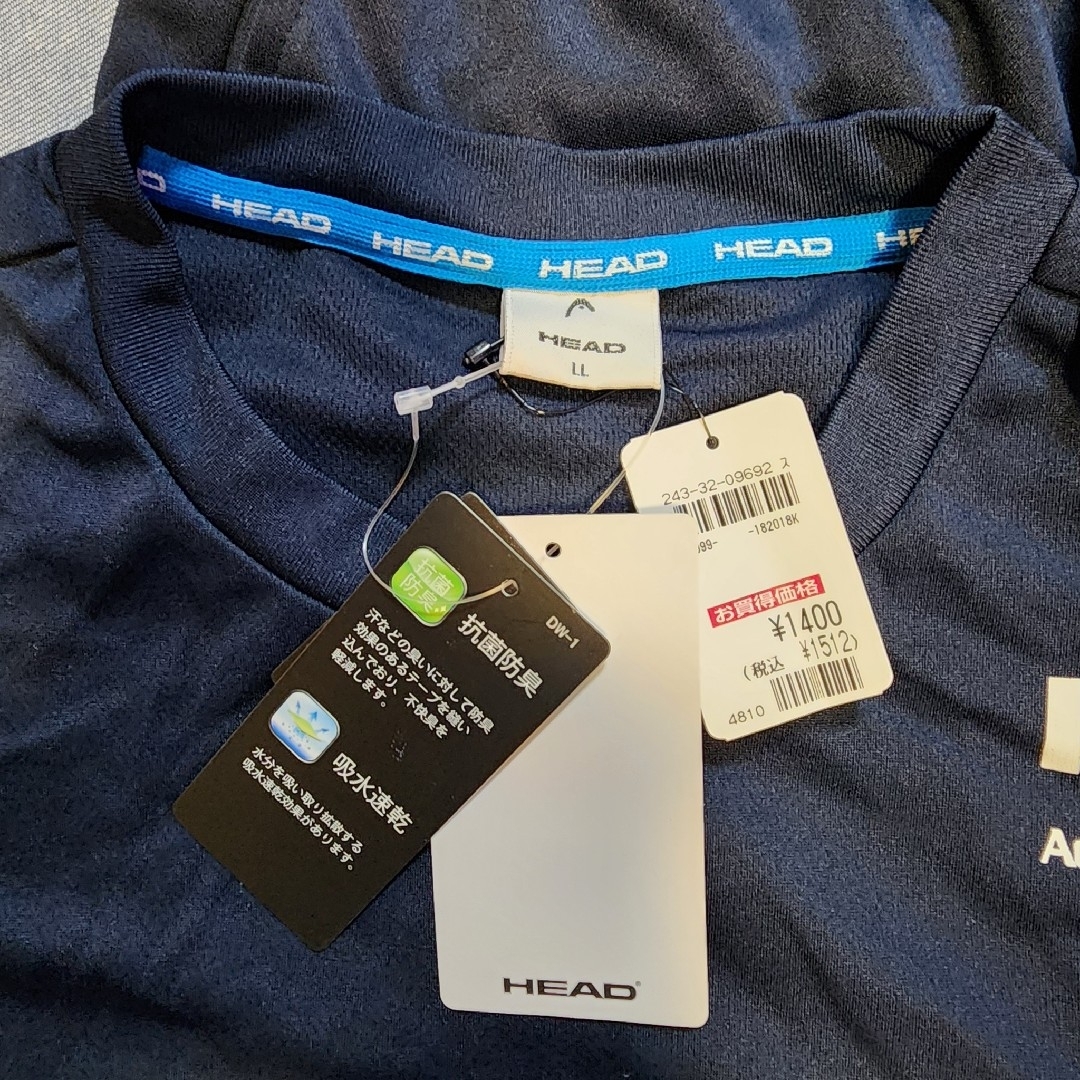 HEAD
HEAD
HEAD
HEAD
HEAD
LL
243-32-09692 ス
-182018K
お買得価格
¥1400
(税込 ¥1512)
4810
抗菌
防臭
抗菌防臭
DW-1
汗などの臭いに対して防臭
効果のあるテープを縫い
込んでおり、不快臭を
軽減します。
吸水速乾
水分を吸い取り拡散する
吸水速乾効果があります。
HEAD